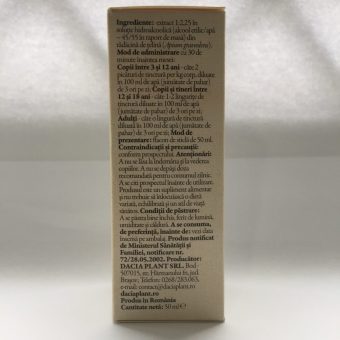 Ingrediente: extract 1:2,25 în
soluție hidroalcoolică (alcool etilic/apă
– 45/55 în raport de masă) din
rădăcină de țelină (Apium graveolens).
Mod de administrare cu 30 de
minute înaintea mesei:
Copii între 3 și 12 ani - câte 2
picături de tinctură per kg corp, diluate
în 100 ml de apă (jumătate de pahar)
de 3 ori pe zi; Copii și tineri între
12 și 18 ani - câte 1-2 lingurițe de
tinctură diluate în 100 ml de apă
(jumătate de pahar) de 3 ori pe zi;
Adulți - câte o lingură de tinctură
diluată în 100 ml de apă (jumătate de
pahar) de 3 ori pe zi; Mod de
prezentare: flacon de sticlă de 50 ml.
Contraindicații și precauții:
conform prospectului. Atenționări:
A nu se lăsa la îndemâna și la vederea
copiilor. A nu se depăși doza
recomandată pentru consumul zilnic.
A se citi prospectul înainte de utilizare.
Produsul este un supliment alimentar
și nu trebuie să înlocuiască o dietă
variată, echilibrată și un stil de viață
sănătos. Condiții de păstrare:
A se păstra bine închis, ferit de lumină,
umiditate și căldură. A se consuma,
de preferință, înainte de: vezi data
înscrisă pe ambalaj. Produs notificat
de Ministerul Sănătății și
Familiei, notificare nr.
72/28.05.2002. Producător:
DACIA PLANT SRL, Bod -
507015, str. Hărmanului fn, jud.
Brașov. Telefon: 0268/283.063,
e-mail: contact@daciaplant.ro
daciaplant.ro
Produs în România
Cantitate netă: 50 ml ℮